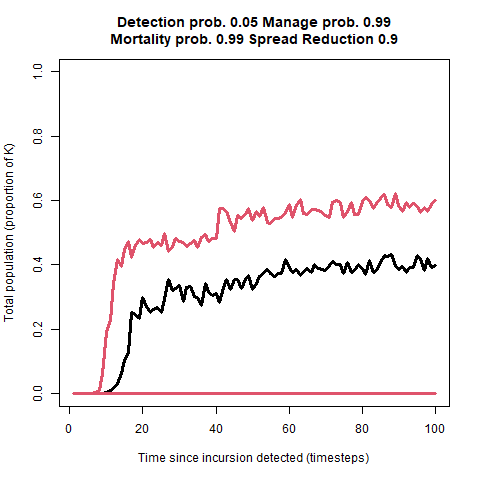 Detection prob. 0.05 Manage prob. 0.99
Mortality prob. 0.99 Spread Reduction 0.9
Total population (proportion of K)
1.0
0.8
0.6
0.4
0.2
0.0
0 20 40 60 80 100
Time since incursion detected (timesteps)